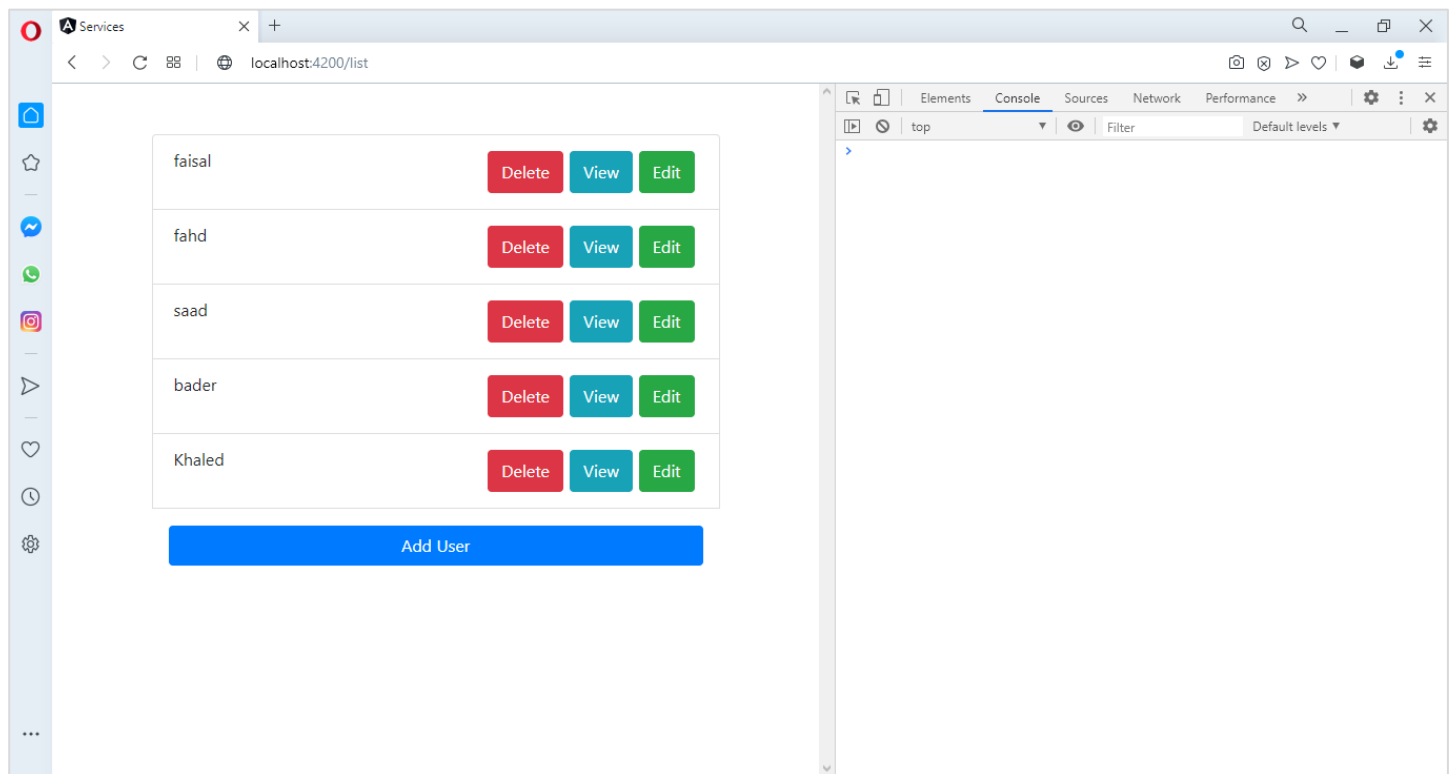 Services
localhost:4200/list
Elements Console Sources Network Performance
top Filter Default levels
faisal Delete View Edit
fahd Delete View Edit
saad Delete View Edit
bader Delete View Edit
Khaled Delete View Edit
Add User